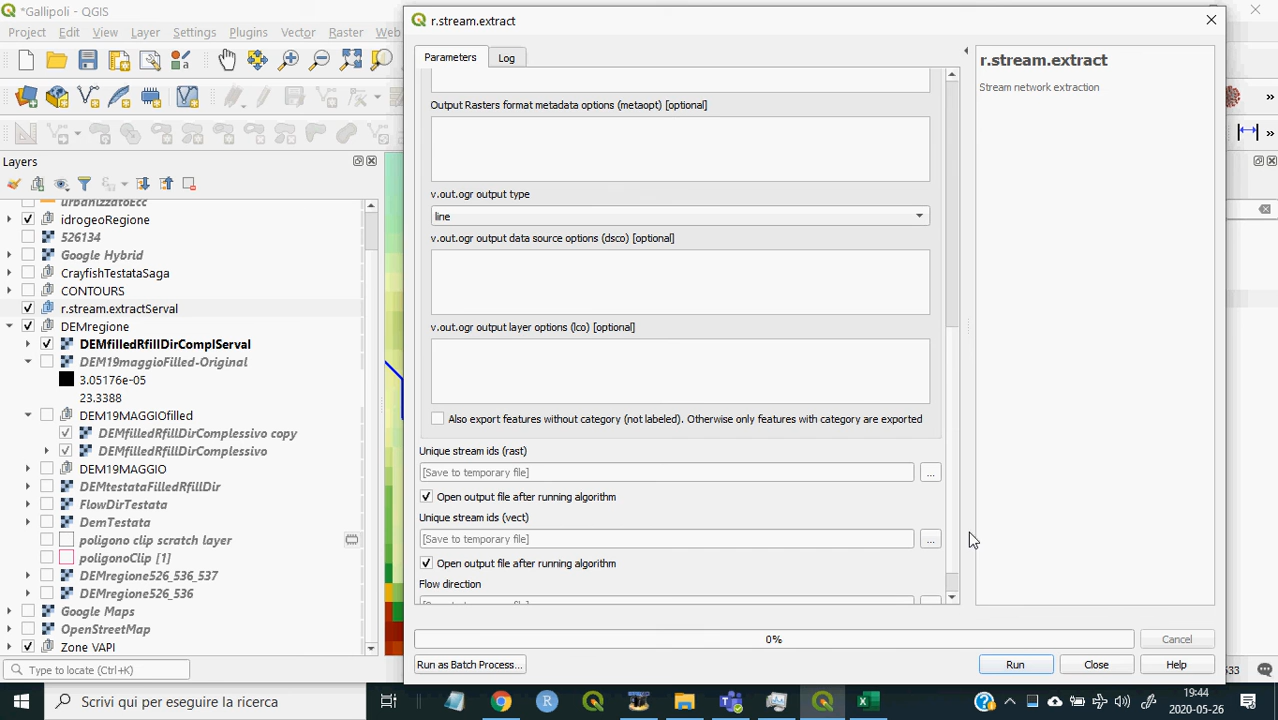 *Gallipoli - QGIS
Project Edit View Layer Settings Plugins Vector Raster Web
»
»
»
Layers
urbanizzatoEcc
idrogeoRegione
526134
Google Hybrid
CrayfishTestataSaga
CONTOURS
r.stream.extractServal
DEMregione
DEMfilledRfillDirComplServal
DEM19maggioFilled-Original
3.05176e-05
23.3388
DEM19MAGGIOfilled
DEMfilledRfillDirComplessivo copy
DEMfilledRfillDirComplessivo
DEM19MAGGIO
DEMtestataFilledRfillDir
FlowDirTestata
DemTestata
poligono clip scratch layer
poligonoClip [1]
DEMregione526_536_537
DEMregione526_536
Google Maps
OpenStreetMap
Zone VAPI
Type to locate (Ctrl+K)
r.stream.extract
Parameters Log
Output Rasters format metadata options (metaopt) [optional]
v.out.ogr output type
line
v.out.ogr output data source options (dsco) [optional]
v.out.ogr output layer options (lco) [optional]
Also export features without category (not labeled). Otherwise only features with category are exported
Unique stream ids (rast)
[Save to temporary file] ...
Open output file after running algorithm
Unique stream ids (vect)
[Save to temporary file] ...
Open output file after running algorithm
Flow direction
r.stream.extract
Stream network extraction
0% Cancel
Run as Batch Process... Run Close Help
533
Scrivi qui per eseguire la ricerca
19:44
2020-05-26